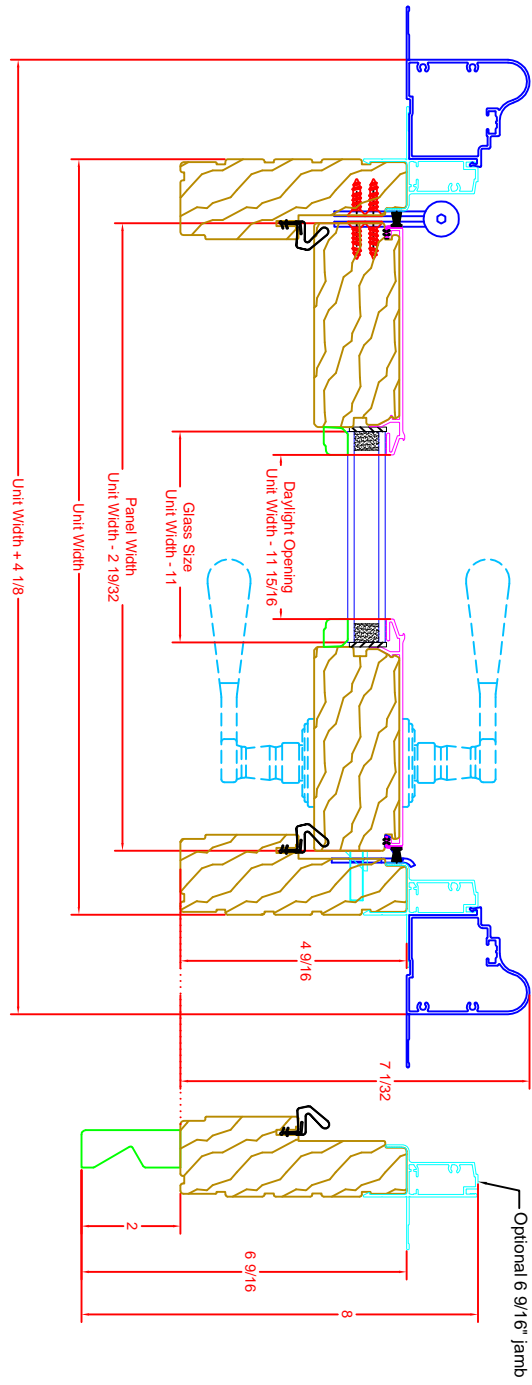 Optional 6 9/16" jamb
7 1/32
4 9/16
8
6 9/16
2
Daylight Opening
Unit Width - 11 15/16
Glass Size
Unit Width - 11
Panel Width
Unit Width - 2 19/32
Unit Width
Unit Width + 4 1/8